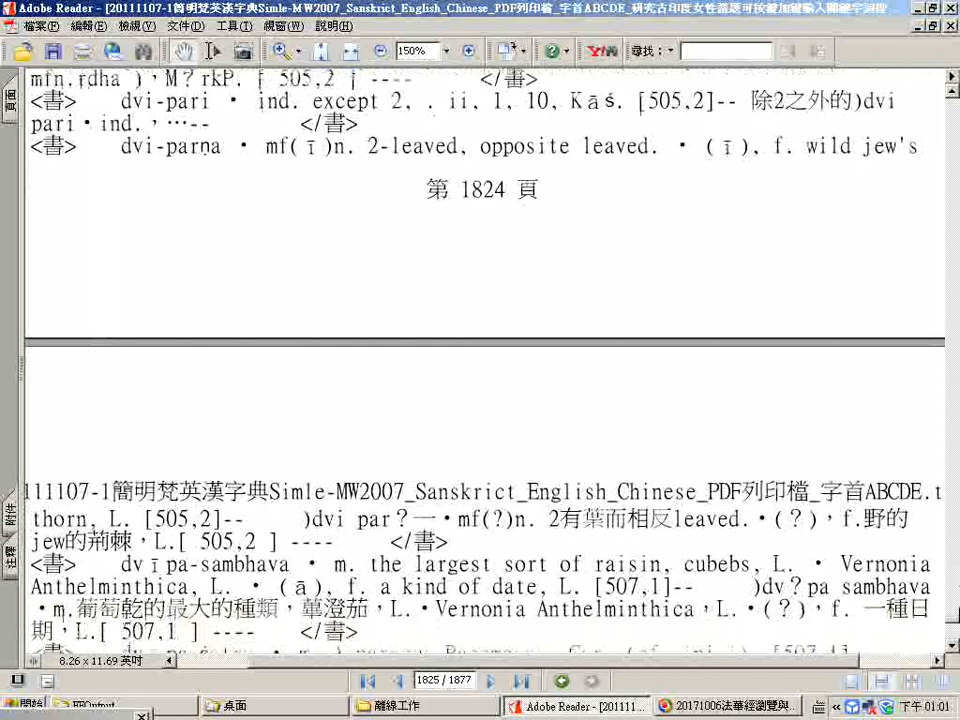 Adobe Reader - [20111107-1簡明梵英漢字典Simle-MW2007_Sanskrict_English_Chinese_PDF列印檔_字首ABCDE_研究古印度女性議題可按鍵加鍵輸入關鍵字詞搜
檔案(F) 編輯(E) 檢視(V) 文件(D) 工具(T) 視窗(W) 說明(H)
150% 尋找:
頁面
mfn.ṛdha ) , M?rkP. [ 505,2 ] ---- </書>
<書> dvi-pari • ind. except 2, . ii, 1, 10, Kāś. [505,2]-- 除2之外的)dvi
pari•ind.,…-- </書>
<書> dvi-parṇa • mf(ī)n. 2-leaved, opposite leaved. • (ī), f. wild jew's
第 1824 頁
111107-1簡明梵英漢字典Simle-MW2007_Sanskrict_English_Chinese_PDF列印檔_字首ABCDE.t
thorn, L. [505,2]-- )dvi par?一•mf(?)n. 2有葉而相反leaved.•(?), f.野的
jew的荊棘, L.[ 505,2 ] ---- </書>
<書> dvīpa-sambhava • m. the largest sort of raisin, cubebs, L. • Vernonia
Anthelminthica, L. • (ā), f. a kind of date, L. [507,1]-- )dv?pa sambhava
•m.葡萄乾的最大的種類,蓽澄茄, L.•Vernonia Anthelminthica, L.•(?), f. 一種日
期, L.[ 507,1 ] ---- </書>
附件
註釋
8.26 x 11.69 英吋
1825 / 1877
開始 EEOutput 桌面 離線工作 Adobe Reader - [201111... 20171006法華經瀏覽與... 下午 01:01